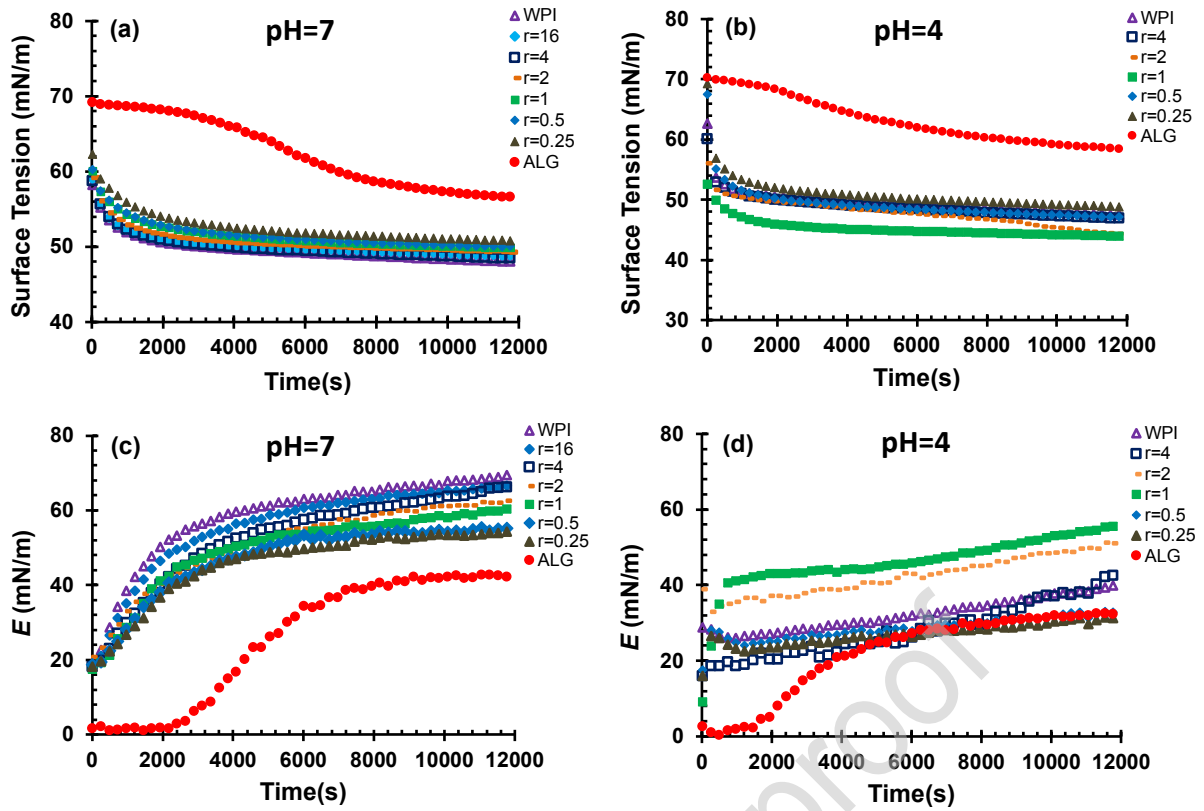 (a) pH=7
Surface Tension (mN/m)
80
70
60
50
40
0 2000 4000 6000 8000 10000 12000
Time(s)
WPI
r=16
r=4
r=2
r=1
r=0.5
r=0.25
ALG
(b) pH=4
Surface Tension (mN/m)
80
70
60
50
40
30
0 2000 4000 6000 8000 10000 12000
Time(s)
WPI
r=4
r=2
r=1
r=0.5
r=0.25
ALG
(c) pH=7
E (mN/m)
80
60
40
20
0
0 2000 4000 6000 8000 10000 12000
Time(s)
WPI
r=16
r=4
r=2
r=1
r=0.5
r=0.25
ALG
(d) pH=4
E (mN/m)
80
60
40
20
0
0 2000 4000 6000 8000 10000 12000
Time(s)
WPI
r=4
r=2
r=1
r=0.5
r=0.25
ALG
proof